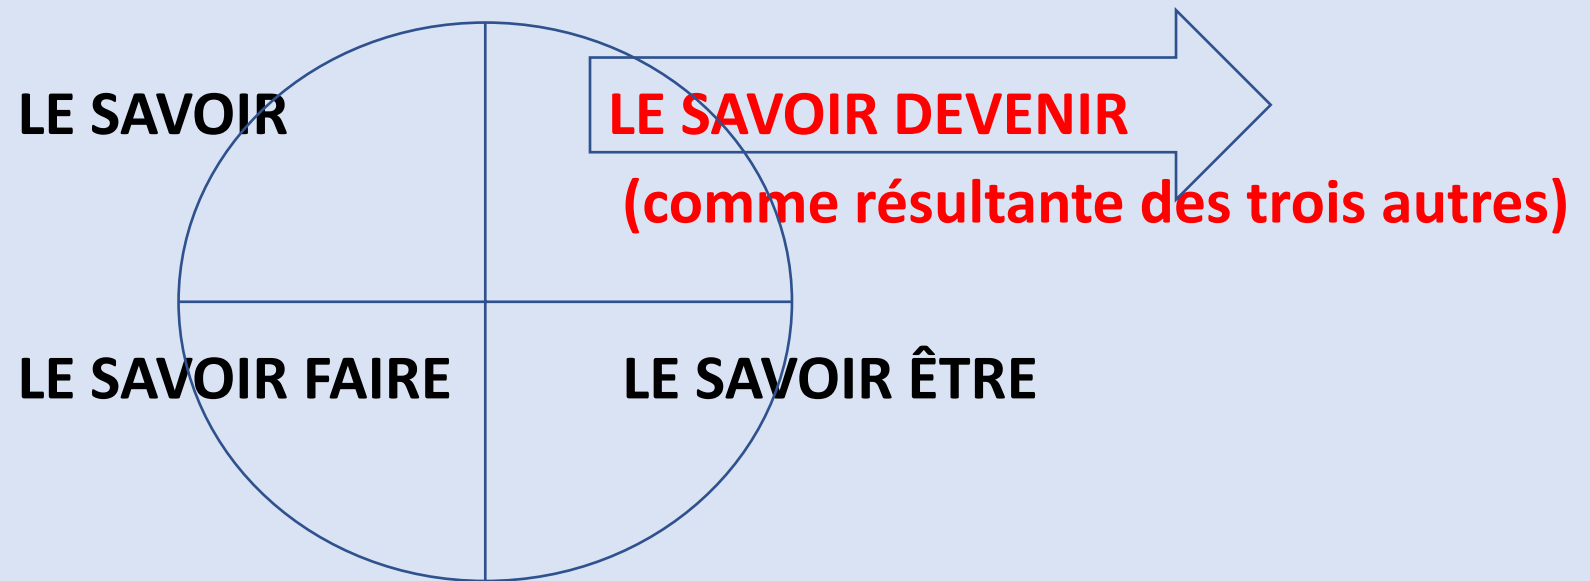 LE SAVOIR
LE SAVOIR DEVENIR
(comme résultante des trois autres)
LE SAVOIR FAIRE
LE SAVOIR ÊTRE